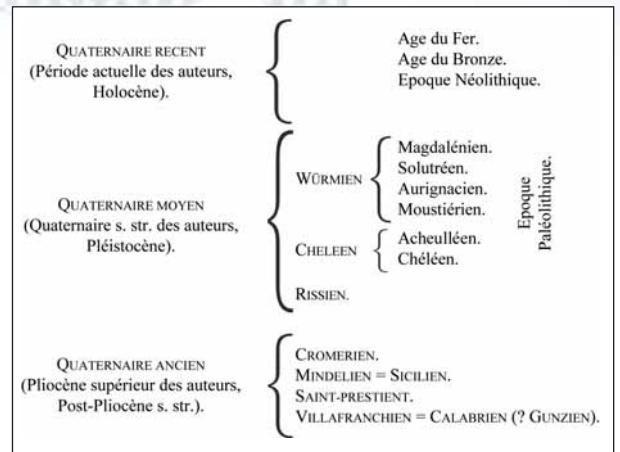 QUATERNAIRE RECENT
(Période actuelle des auteurs,
Holocène).
Age du Fer.
Age du Bronze.
Epoque Néolithique.
QUATERNAIRE MOYEN
(Quaternaire s. str. des auteurs,
Pléistocène).
WÜRMIEN
Magdalénien.
Solutréen.
Aurignacien.
Moustiérien.
CHELEEN
Acheulléen.
Chéléen.
RISSIEN.
Epoque
Paléolithique.
QUATERNAIRE ANCIEN
(Pliocène supérieur des auteurs,
Post-Pliocène s. str.).
CROMERIEN.
MINDELIEN = SICILIEN.
SAINT-PRESTIENT.
VILLAFRANCHIEN = CALABRIEN (? GUNZIEN).